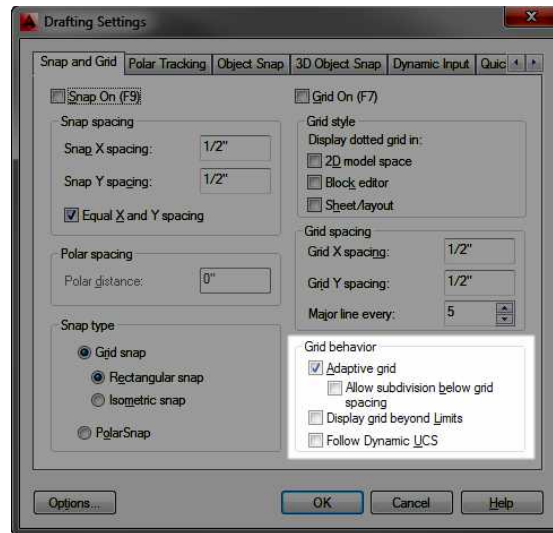 Drafting Settings
Snap and Grid Polar Tracking Object Snap 3D Object Snap Dynamic Input Quic
Snap On (F9)
Snap spacing
Snap X spacing: 1/2"
Snap Y spacing: 1/2"
Equal X and Y spacing
Polar spacing
Polar distance: 0"
Snap type
Grid snap
Rectangular snap
Isometric snap
PolarSnap
Grid On (F7)
Grid style
Display dotted grid in:
2D model space
Block editor
Sheet/layout
Grid spacing
Grid X spacing: 1/2"
Grid Y spacing: 1/2"
Major line every: 5
Grid behavior
Adaptive grid
Allow subdivision below grid
spacing
Display grid beyond Limits
Follow Dynamic UCS
Options... OK Cancel Help